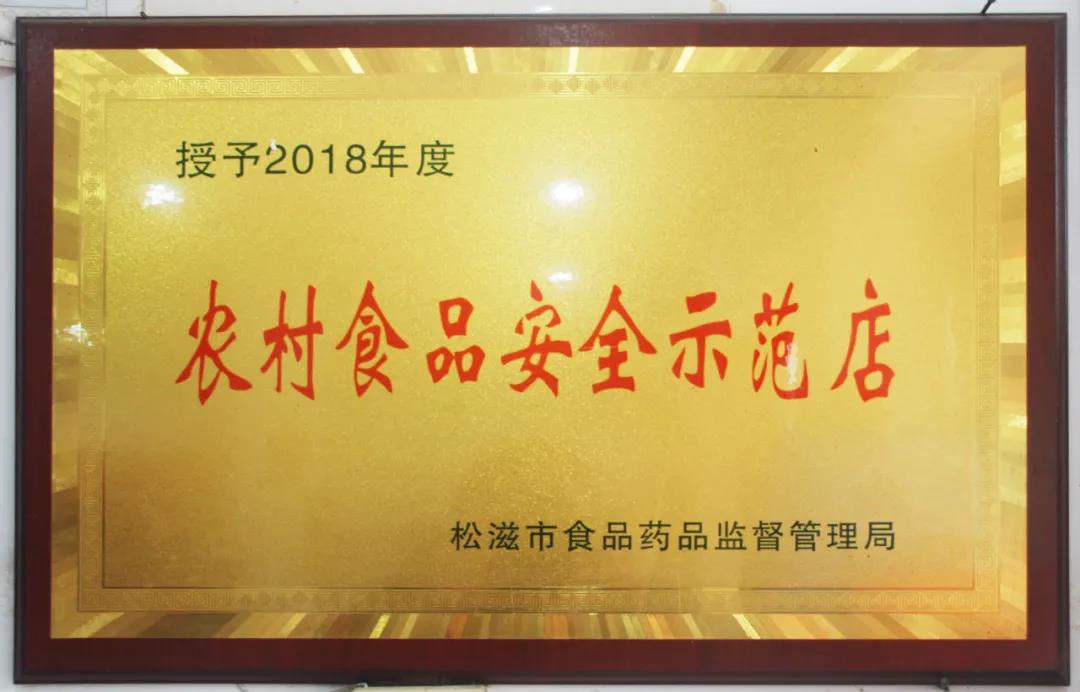 授予2018年度
农村食品安全示范店
松滋市食品药品监督管理局